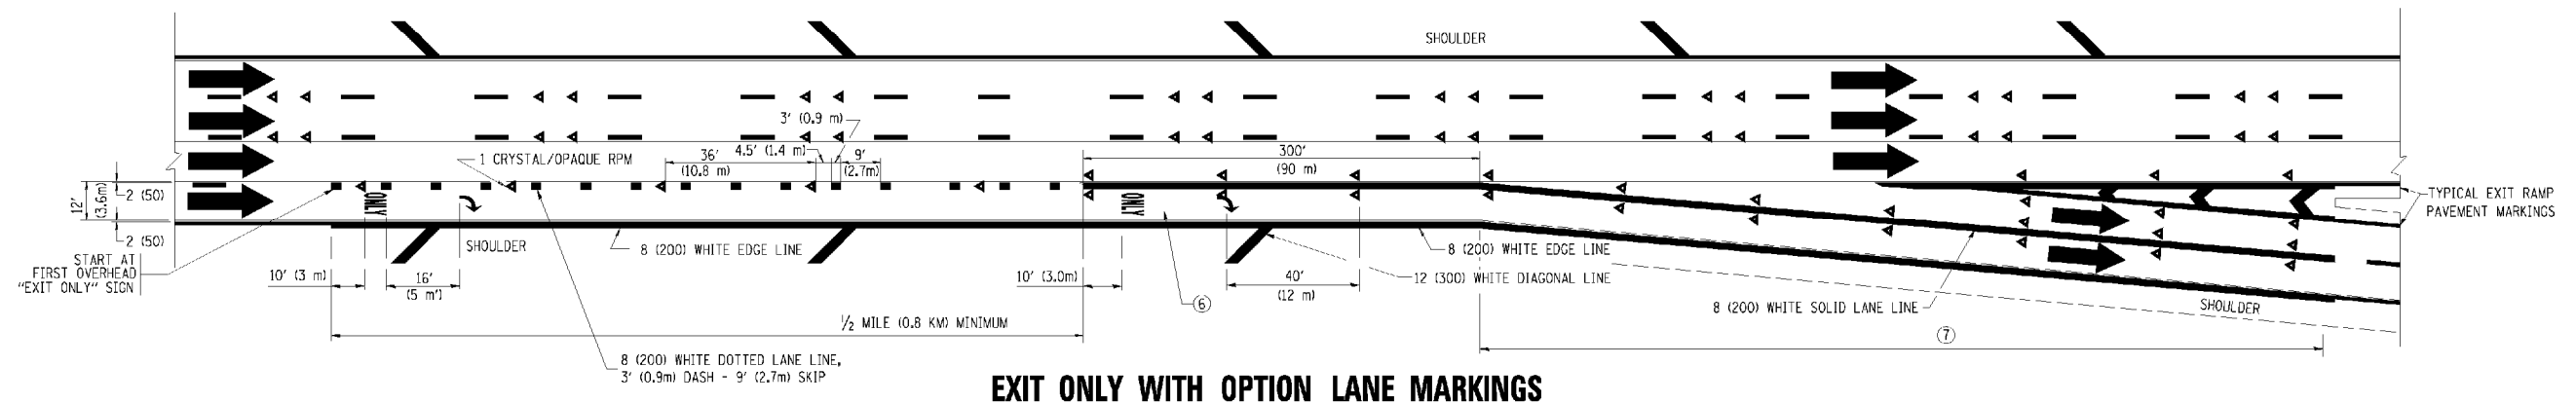 SHOULDER
3' (0.9 m)
1 CRYSTAL/OPAQUE RPM
36'
(10.8 m)
4.5' (1.4 m)
9'
(2.7m)
300'
(90 m)
12'
(3.6m)
2 (50)
2 (50)
ONLY
ONLY
TYPICAL EXIT RAMP
PAVEMENT MARKINGS
SHOULDER
8 (200) WHITE EDGE LINE
8 (200) WHITE EDGE LINE
START AT
FIRST OVERHEAD
"EXIT ONLY" SIGN
10' (3 m)
16'
(5 m')
10' (3.0m)
40'
(12 m)
12 (300) WHITE DIAGONAL LINE
6
8 (200) WHITE SOLID LANE LINE
SHOULDER
½ MILE (0.8 KM) MINIMUM
7
8 (200) WHITE DOTTED LANE LINE,
3' (0.9m) DASH - 9' (2.7m) SKIP
EXIT ONLY WITH OPTION LANE MARKINGS